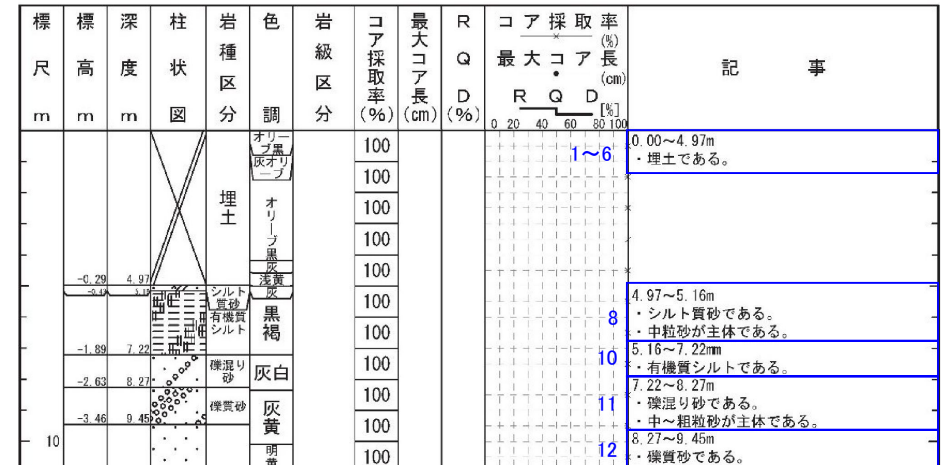 標尺m
標高m
深度m
柱状図
岩種区分
色調
岩級区分
コア採取率(%)
最大コア長(cm)
RQD(%)
コア採取率
(%)
最大コア長
(cm)
RQD
[%]
0 20 40 60 80 100
記事
オリーブ黒
灰オリーブ
オリーブ黒
灰
浅黄
灰
黒褐
灰白
灰黄
明黄
埋土
シルト質砂
有機質シルト
礫混り砂
礫質砂
-0.29 4.97
-1.89 7.22
-2.63 8.27
-3.46 9.45
10
100
100
100
100
100
100
100
100
100
100
100
1～6
0.00～4.97m
・埋土である。
8
4.97～5.16m
・シルト質砂である。
・中粒砂が主体である。
10
5.16～7.22mm
・有機質シルトである。
11
7.22～8.27m
・礫混り砂である。
・中～粗粒砂が主体である。
12
8.27～9.45m
・礫質砂である。